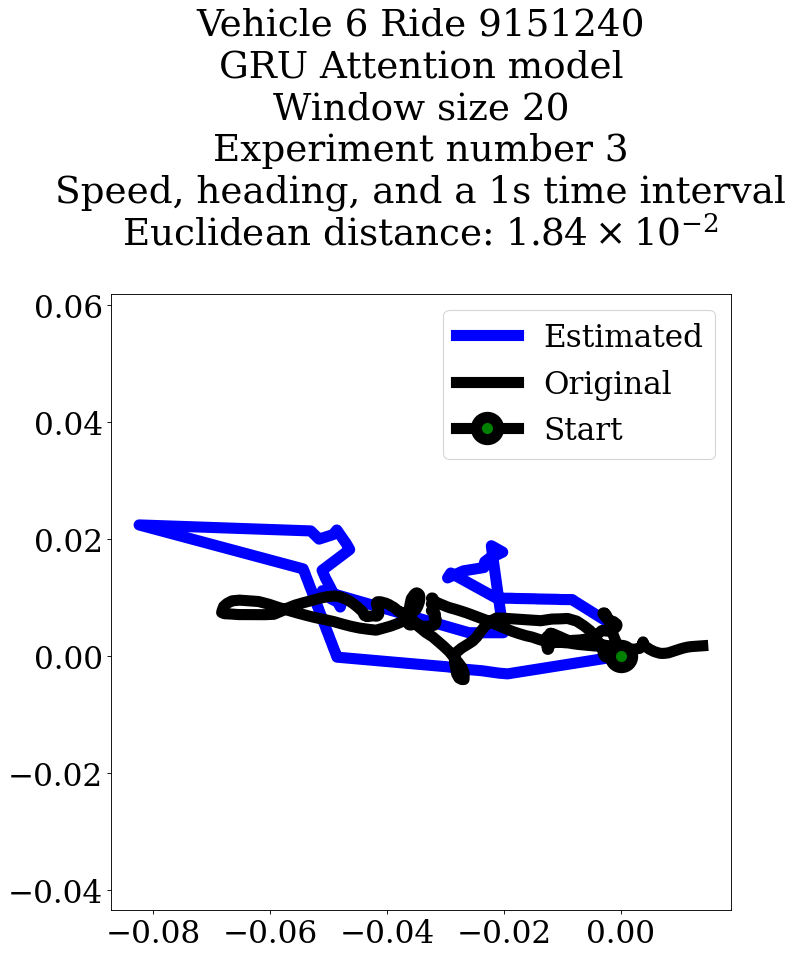 Vehicle 6 Ride 9151240
GRU Attention model
Window size 20
Experiment number 3
Speed, heading, and a 1s time interval
Euclidean distance: 1.84 × 10⁻²
0.06
0.04
0.02
0.00
−0.02
−0.04
Estimated
Original
Start
−0.08 −0.06 −0.04 −0.02 0.00